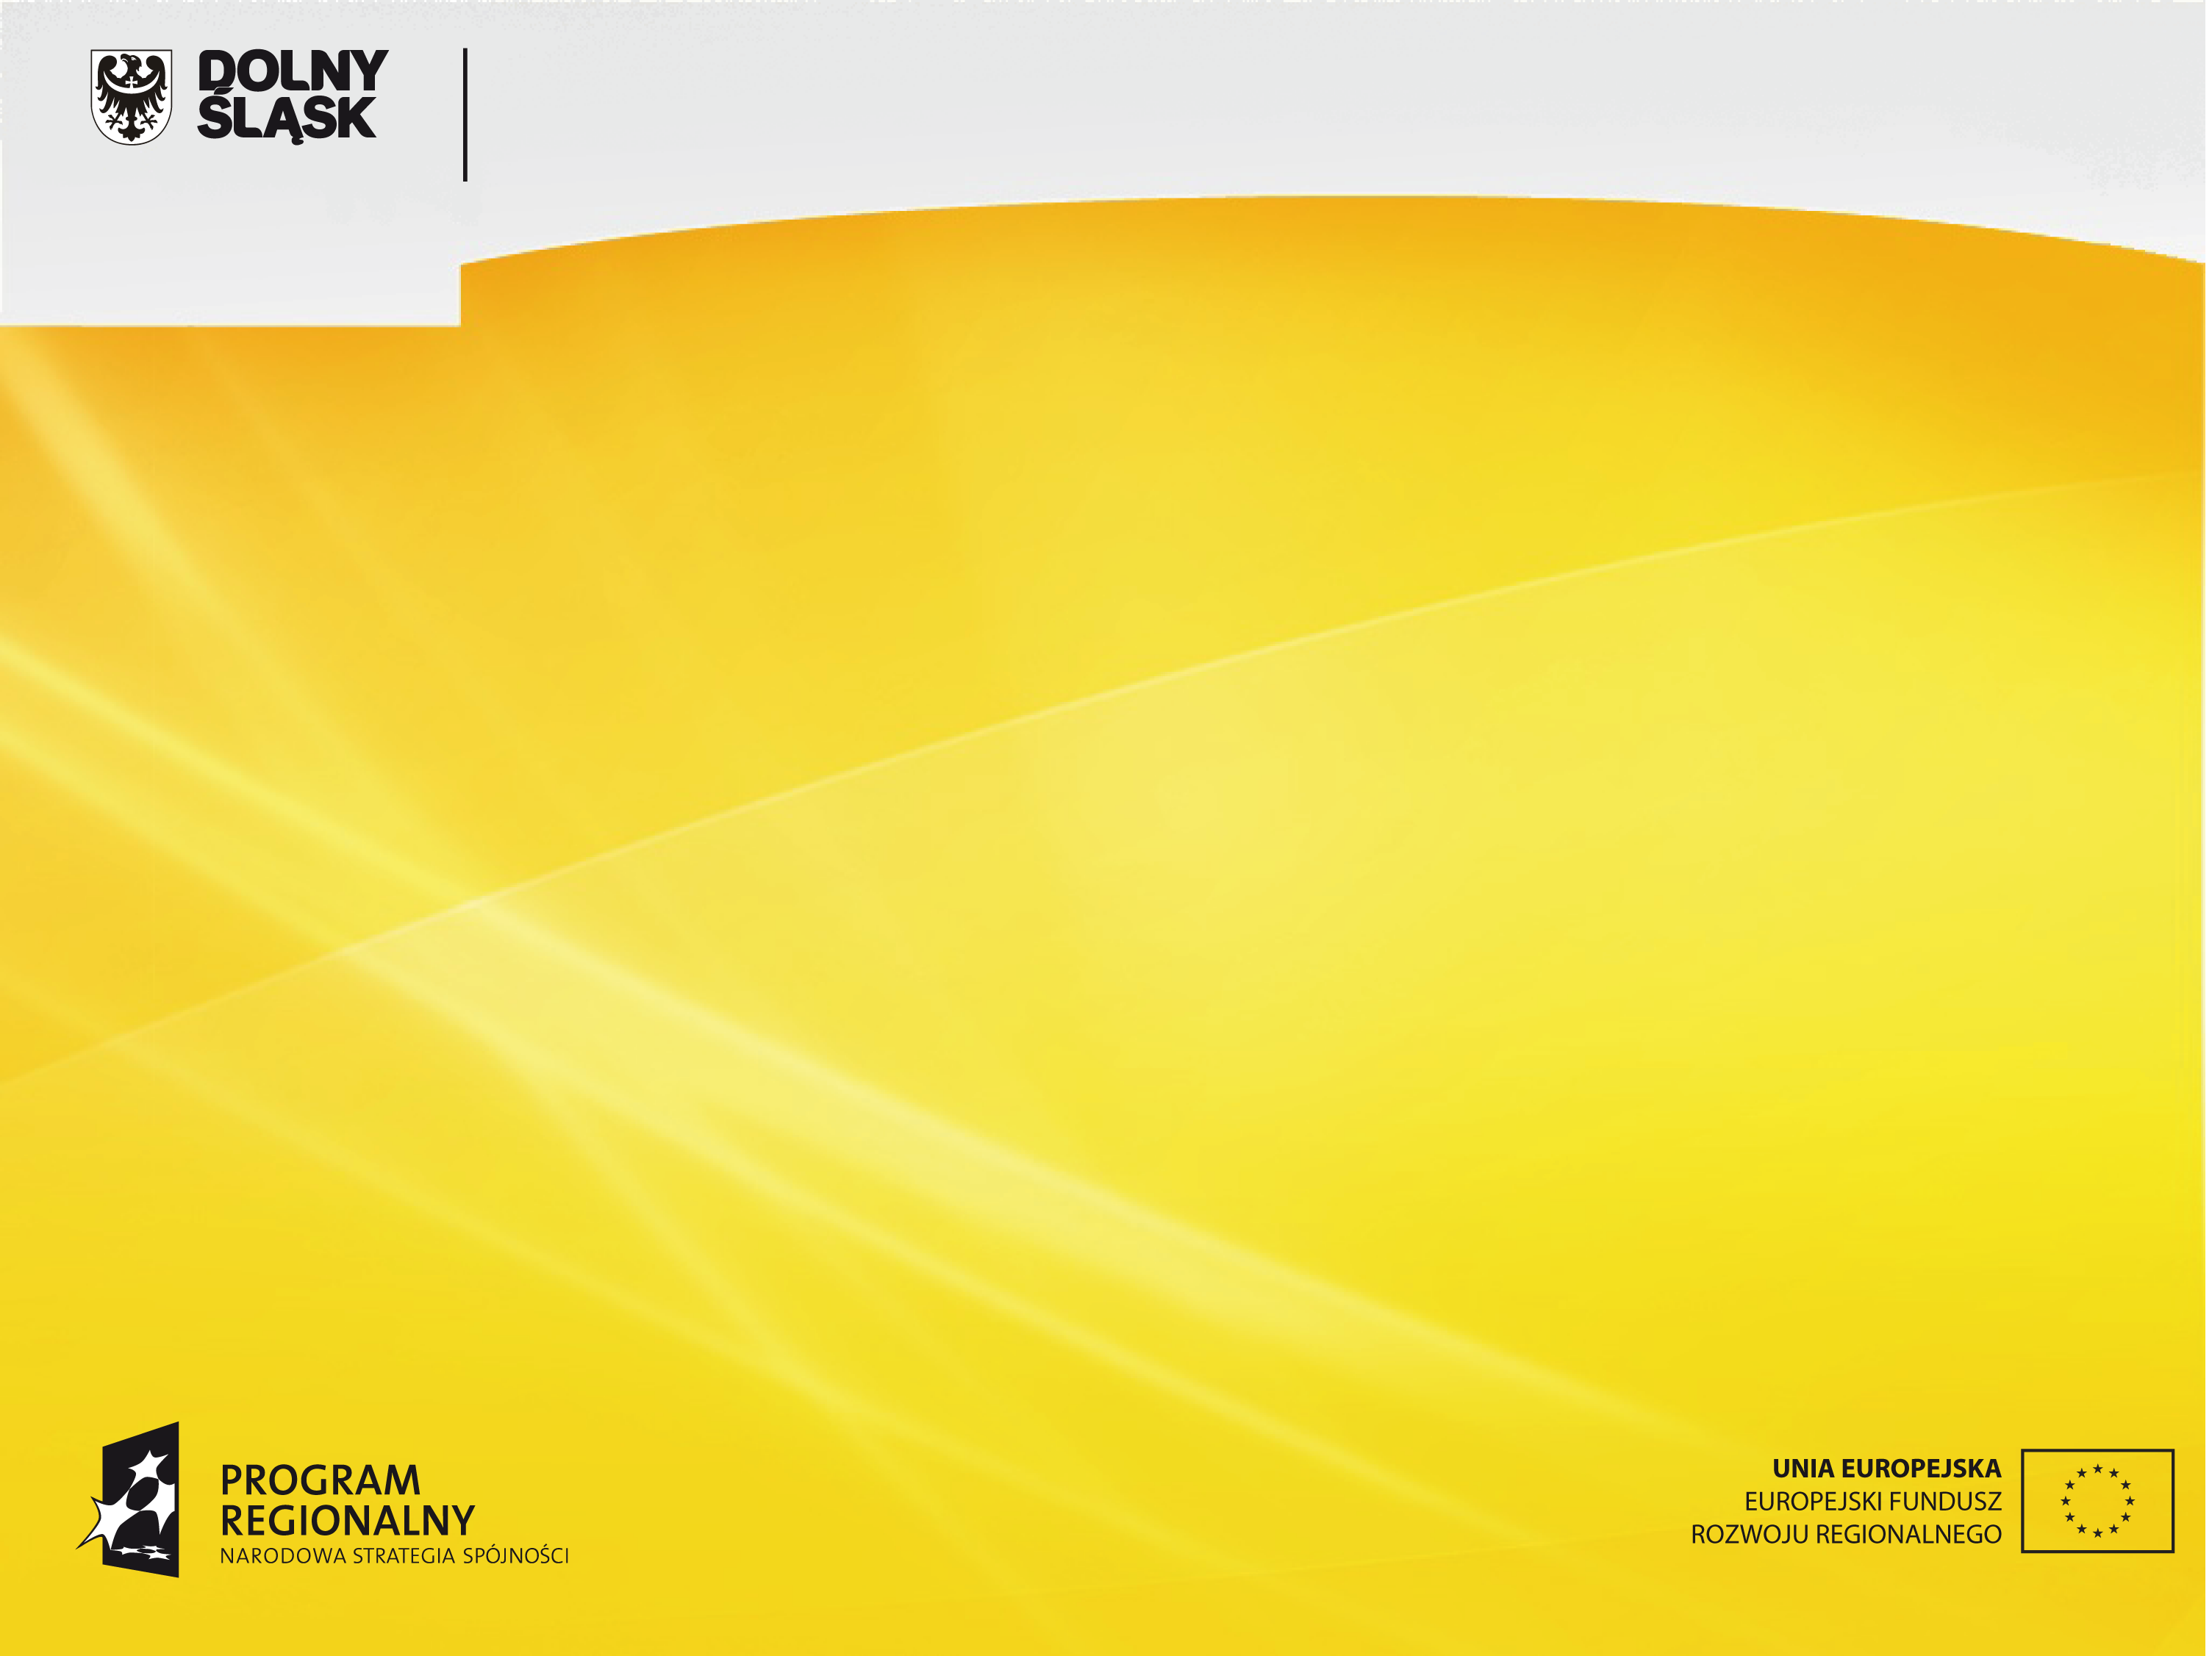 DOLNY
ŚLĄSK
PROGRAM
REGIONALNY
NARODOWA STRATEGIA SPÓJNOŚCI
UNIA EUROPEJSKA
EUROPEJSKI FUNDUSZ
ROZWOJU REGIONALNEGO